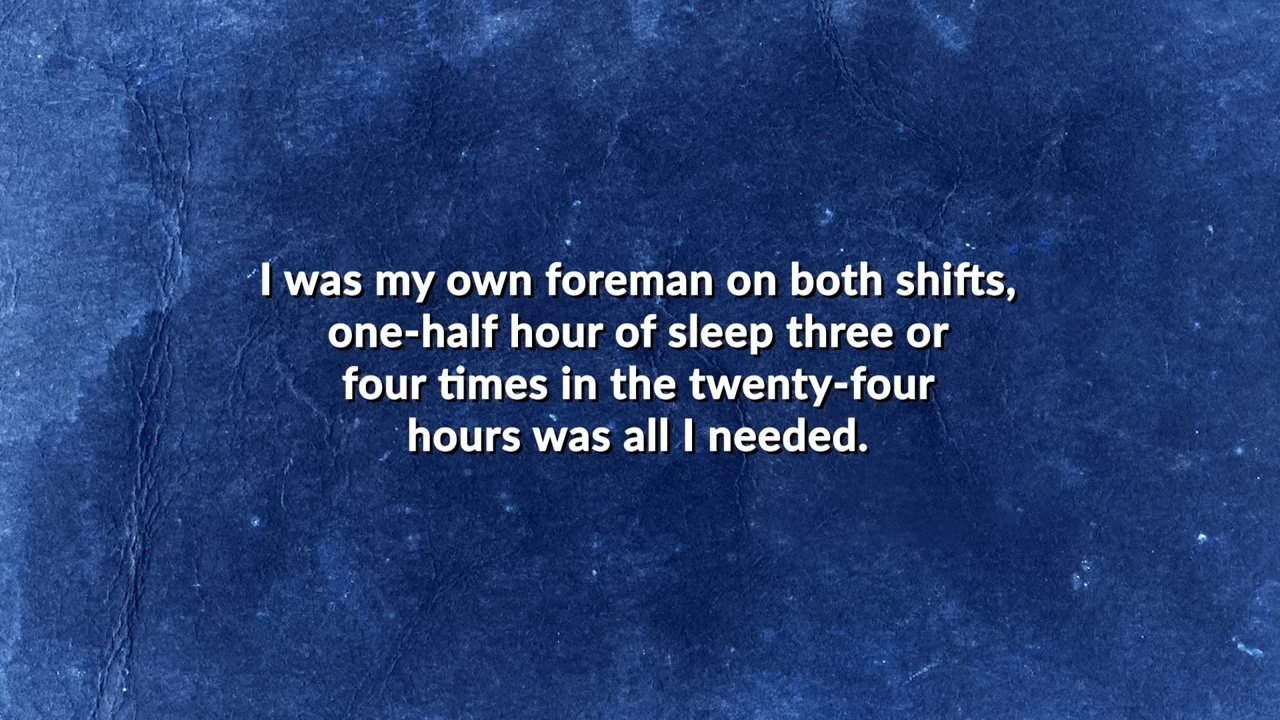 I was my own foreman on both shifts,
one-half hour of sleep three or
four times in the twenty-four
hours was all I needed.